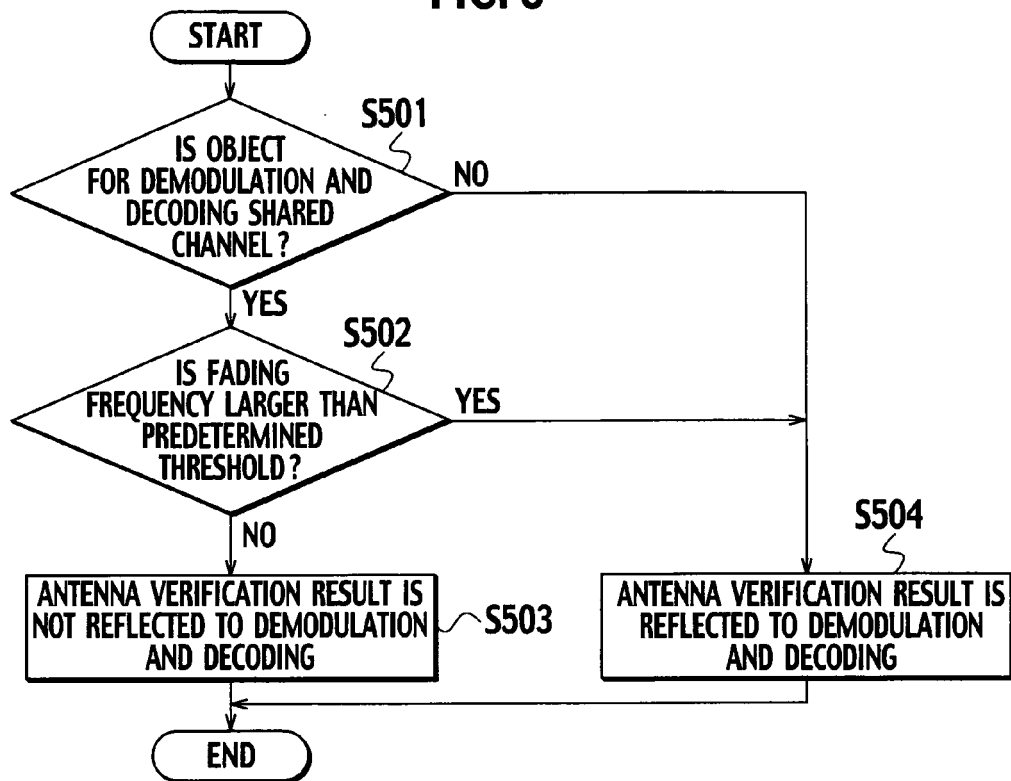 START
S501
IS OBJECT
FOR DEMODULATION AND
DECODING SHARED
CHANNEL?
NO
YES
S502
IS FADING
FREQUENCY LARGER THAN
PREDETERMINED
THRESHOLD?
YES
NO
S504
ANTENNA VERIFICATION RESULT IS
NOT REFLECTED TO DEMODULATION
AND DECODING
S503
ANTENNA VERIFICATION RESULT IS
REFLECTED TO DEMODULATION
AND DECODING
END